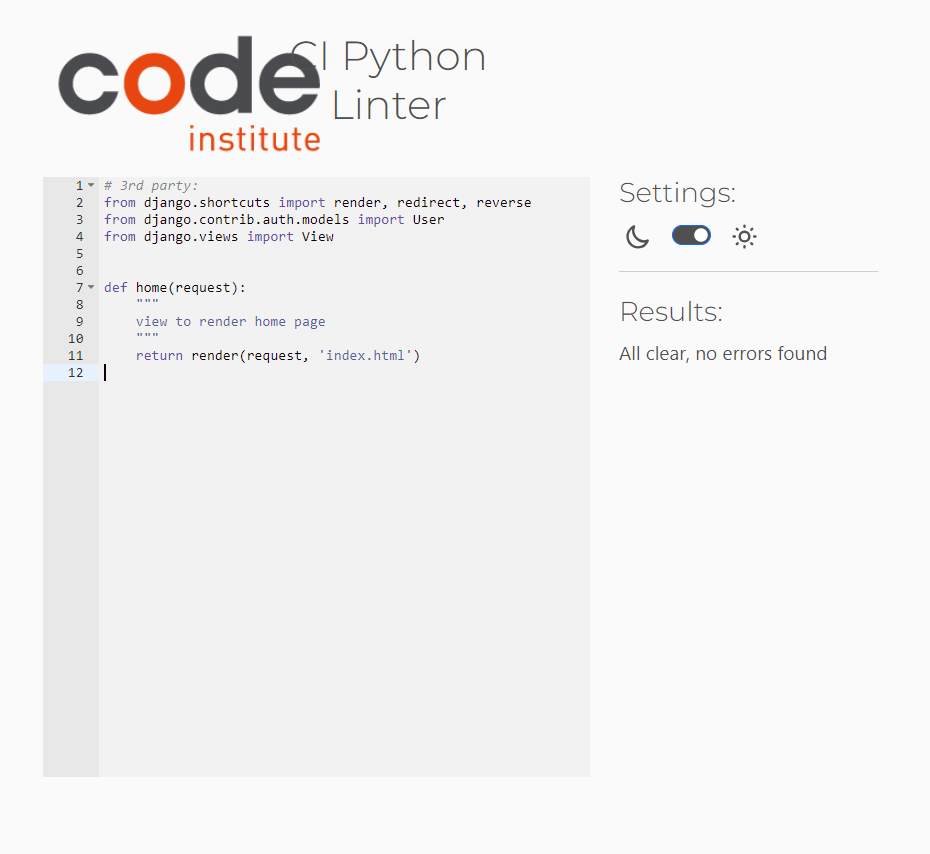 code
institute
CI Python
Linter
1 # 3rd party:
2 from django.shortcuts import render, redirect, reverse
3 from django.contrib.auth.models import User
4 from django.views import View
5
6
7 def home(request):
8     """
9     view to render home page
10     """
11     return render(request, 'index.html')
12
Settings:
Results:
All clear, no errors found